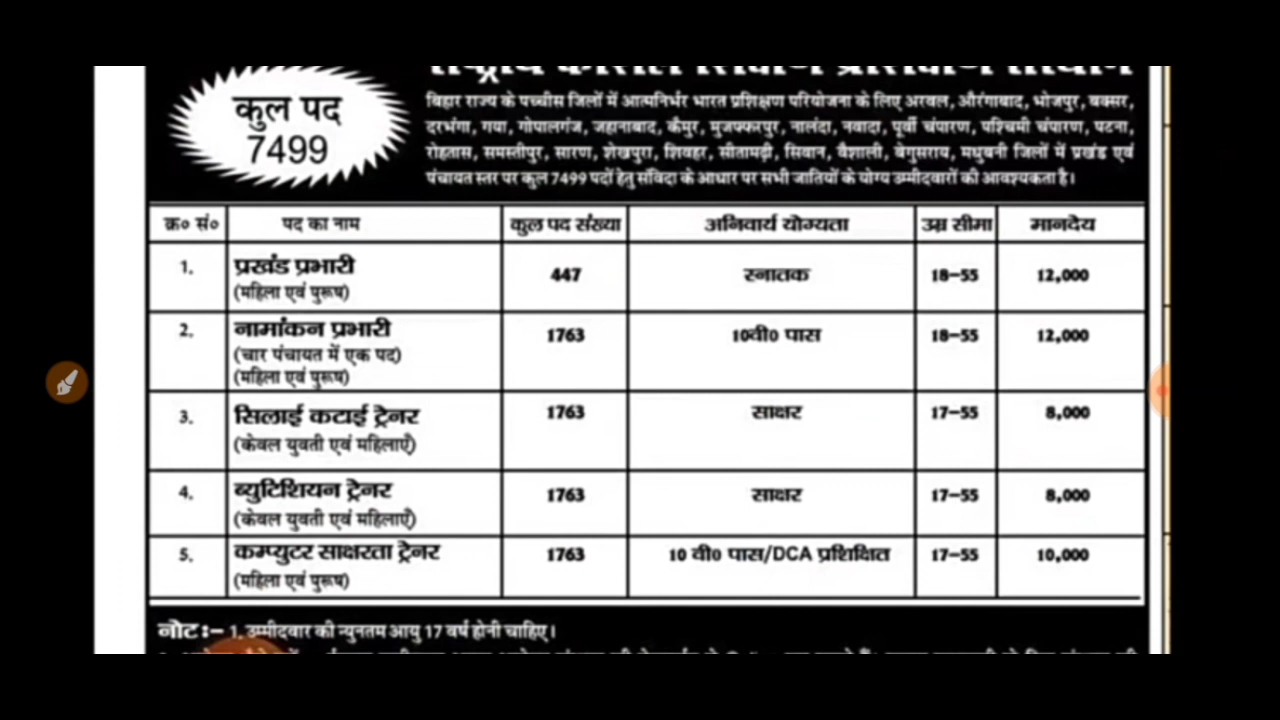 राष्ट्रीय कौशल शिक्षण प्रशिक्षण संस्थान
कुल पद
7499
बिहार राज्य के पच्चीस जिलों में आत्मनिर्भर भारत प्रशिक्षण परियोजना के लिए अरवल, औरंगाबाद, भोजपुर, बक्सर,
दरभंगा, गया, गोपालगंज, जहानाबाद, कैमुर, मुजफ्फरपुर, नालंदा, नवादा, पूर्वी चंपारण, पश्चिमी चंपारण, पटना,
रोहतास, समस्तीपुर, सारण, शेखपुरा, शिवहर, सीतामढ़ी, सिवान, वैशाली, बेगुसराय, मधुबनी जिलों में प्रखंड एवं
पंचायत स्तर पर कुल 7499 पदों हेतु संविदा के आधार पर सभी जातियों के योग्य उम्मीदवारों की आवश्यकता है।
क्र० सं० पद का नाम कुल पद संख्या अनिवार्य योग्यता उम्र सीमा मानदेय
1. प्रखंड प्रभारी 447 स्नातक 18-55 12,000
(महिला एवं पुरूष)
2. नामांकन प्रभारी 1763 10वी० पास 18-55 12,000
(चार पंचायत में एक पद)
(महिला एवं पुरूष)
3. सिलाई कटाई ट्रेनर 1763 साक्षर 17-55 8,000
(केवल युवती एवं महिलाएँ)
4. ब्युटिशियन ट्रेनर 1763 साक्षर 17-55 8,000
(केवल युवती एवं महिलाएँ)
5. कम्प्युटर साक्षरता ट्रेनर 1763 10 वी० पास/DCA प्रशिक्षित 17-55 10,000
(महिला एवं पुरूष)
नोट:- 1. उम्मीदवार की न्युनतम आयु 17 वर्ष होनी चाहिए।